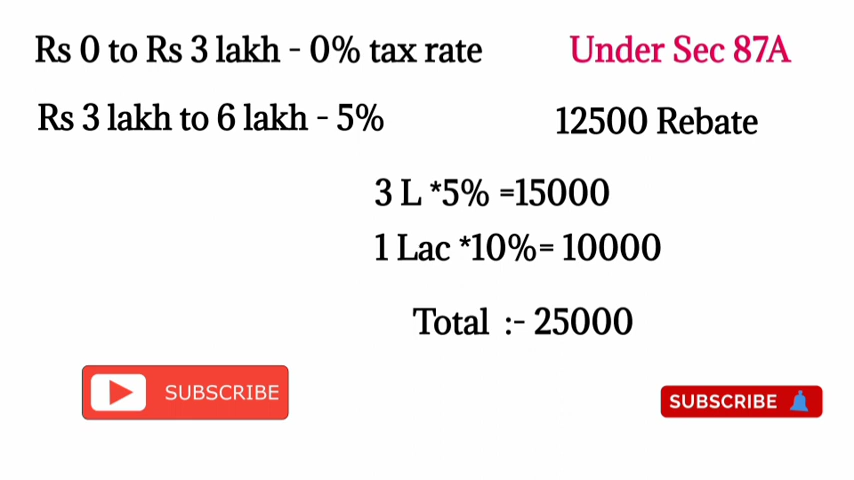 Rs 0 to Rs 3 lakh - 0% tax rate
Under Sec 87A
Rs 3 lakh to 6 lakh - 5%
12500 Rebate
3 L *5% =15000
1 Lac *10%= 10000
Total :- 25000
SUBSCRIBE
SUBSCRIBE